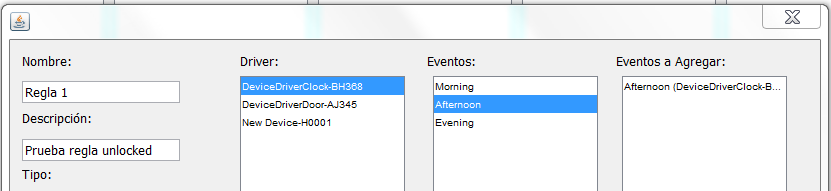 Nombre:
Regla 1
Descripción:
Prueba regla unlocked
Tipo:
Driver:
DeviceDriverClock-BH368
DeviceDriverDoor-AJ345
New Device-H0001
Eventos:
Morning
Afternoon
Evening
Eventos a Agregar:
Afternoon (DeviceDriverClock-B...